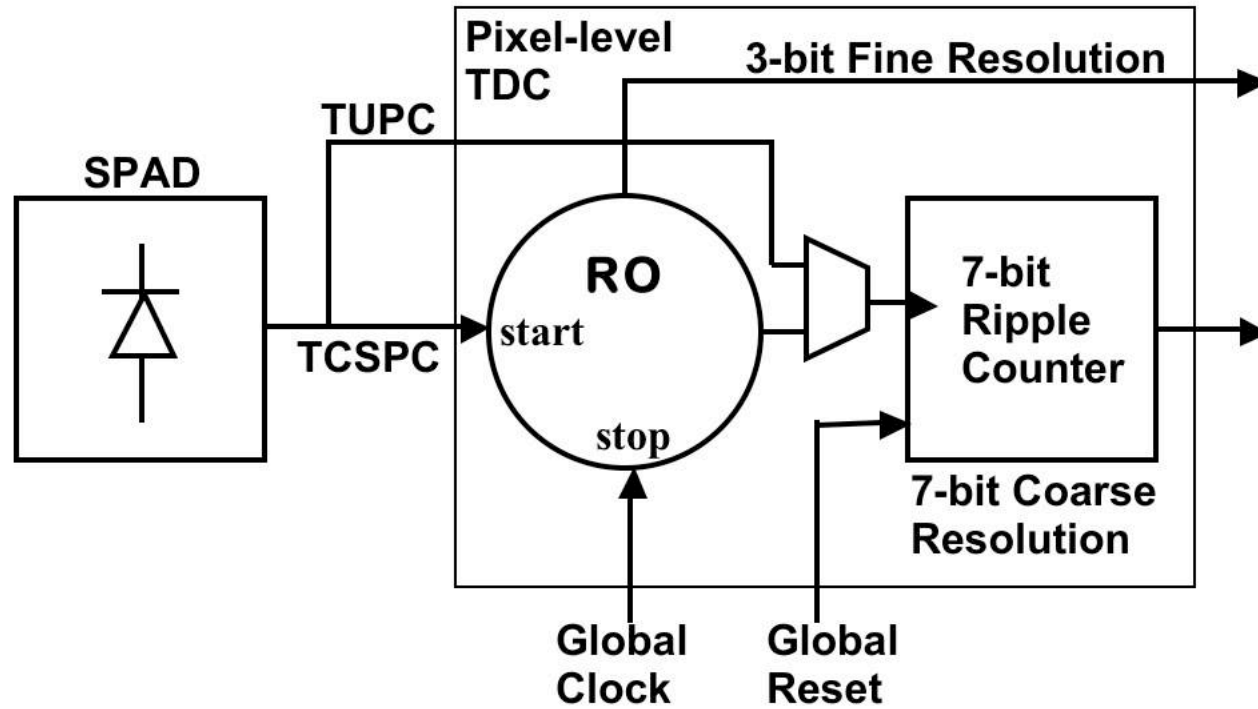 Pixel-level
TDC
3-bit Fine Resolution
TUPC
SPAD
RO
start
TCSPC
stop
7-bit
Ripple
Counter
7-bit Coarse
Resolution
Global
Clock
Global
Reset